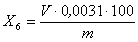 X₆ = V · 0,0031 · 100 / m